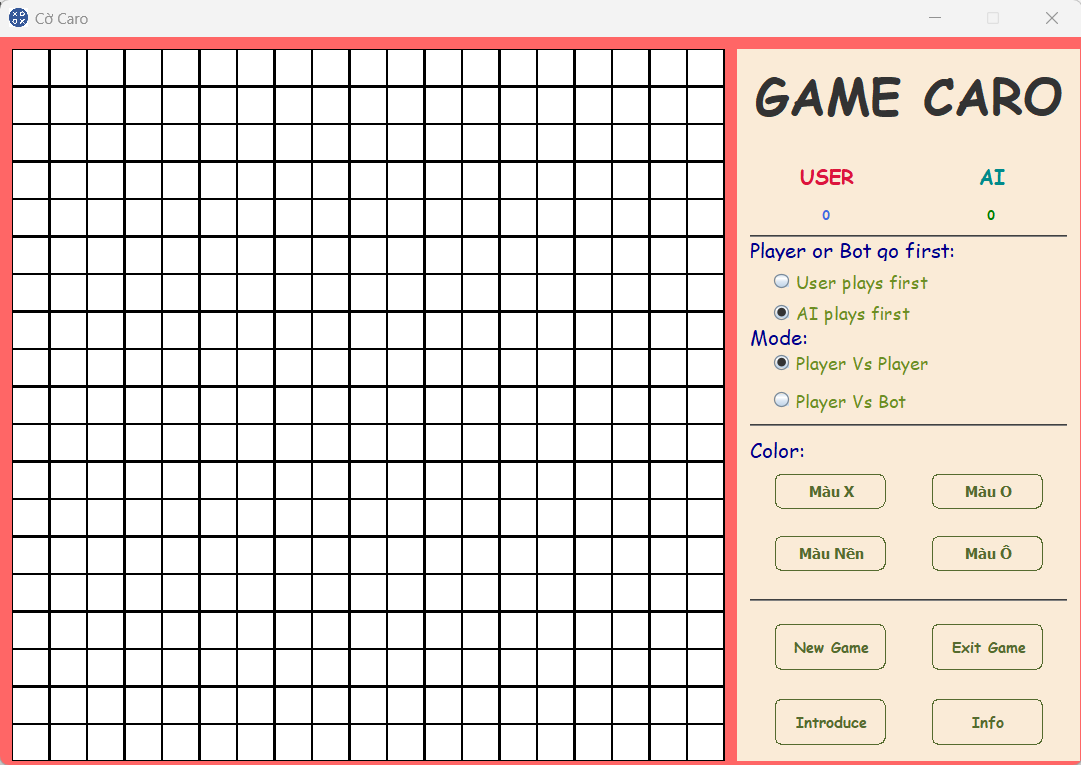 Cờ Caro
GAME CARO
USER AI
0 0
Player or Bot go first:
User plays first
AI plays first
Mode:
Player Vs Player
Player Vs Bot
Color:
Màu X Màu O
Màu Nền Màu Ô
New Game Exit Game
Introduce Info